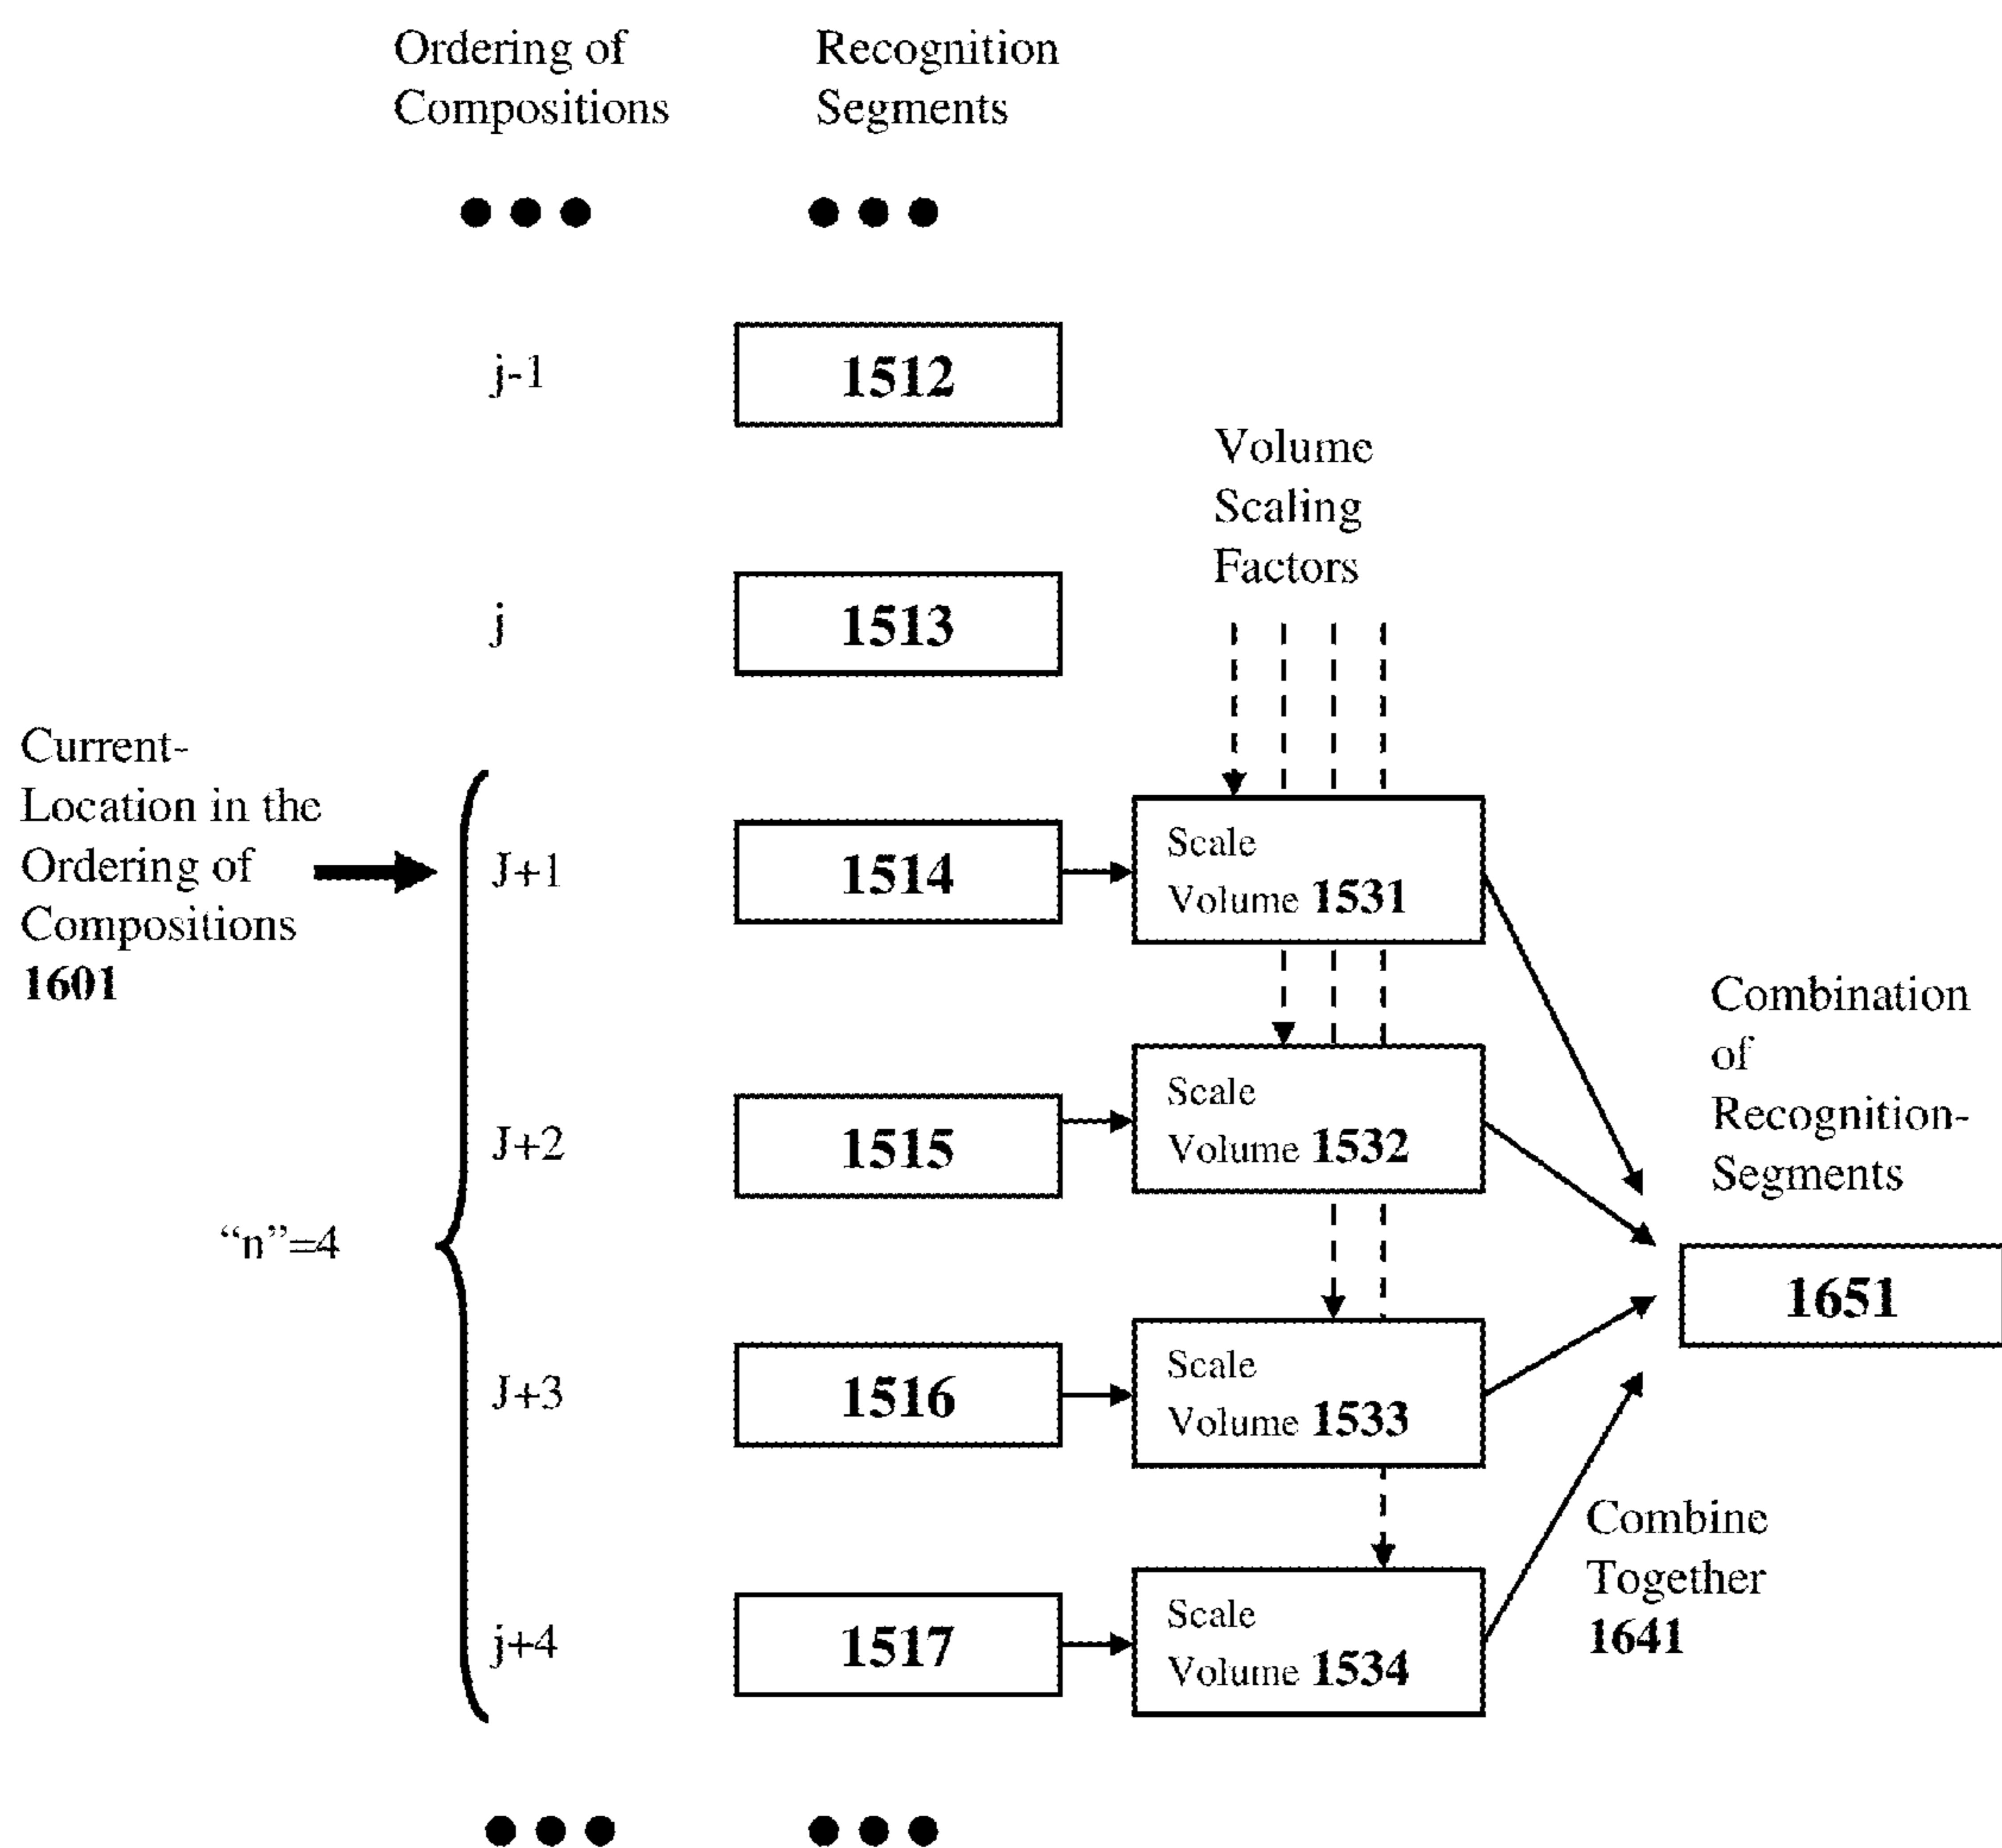 Ordering of
Compositions
Recognition
Segments
j-1
1512
Volume
Scaling
Factors
j
1513
Current-
Location in the
Ordering of
Compositions
1601
J+1
1514
Scale
Volume 1531
J+2
1515
Scale
Volume 1532
Combination
of
Recognition-
Segments
"n"=4
1651
J+3
1516
Scale
Volume 1533
Combine
Together
1641
j+4
1517
Scale
Volume 1534